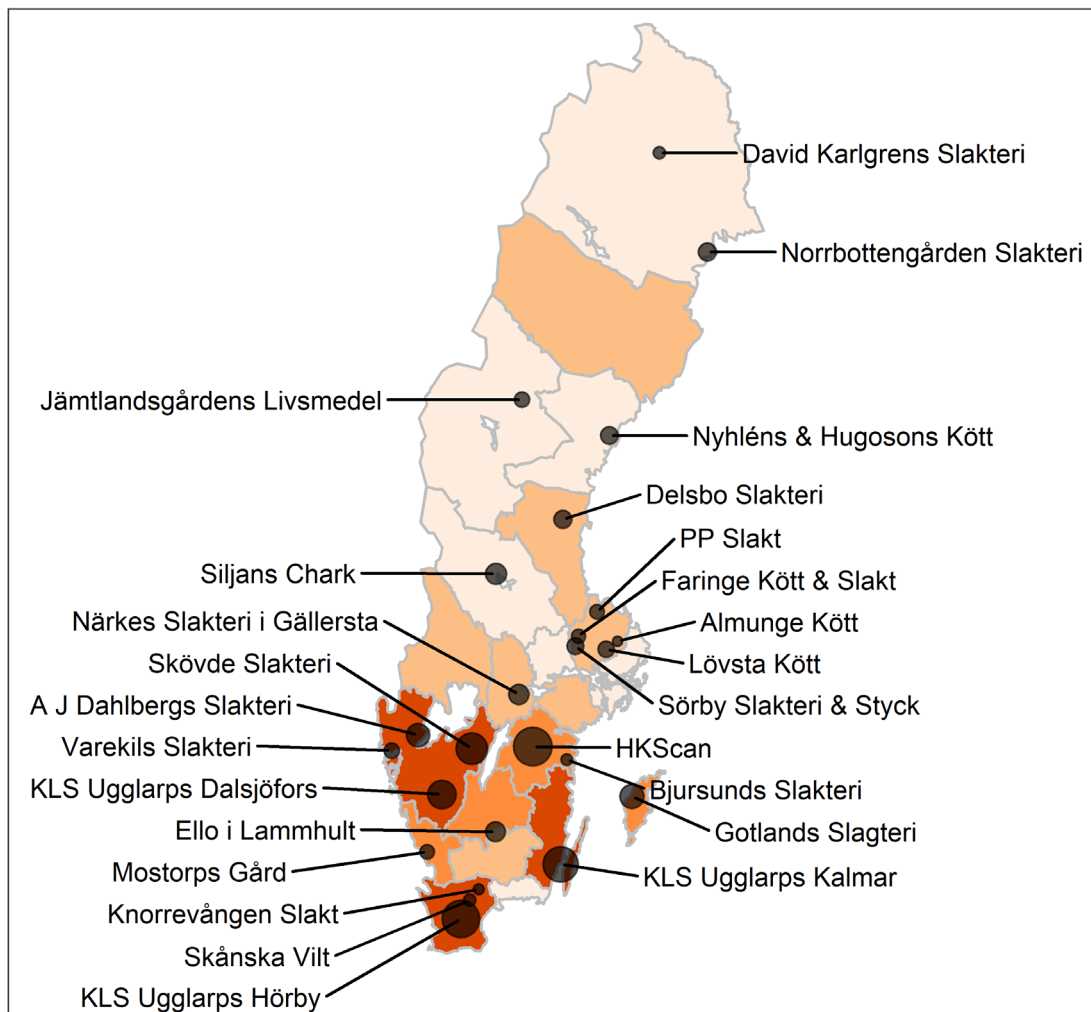 David Karlgrens Slakteri
Norrbottengården Slakteri
Jämtlandsgårdens Livsmedel
Nyhléns & Hugosons Kött
Delsbo Slakteri
PP Slakt
Siljans Chark
Faringe Kött & Slakt
Närkes Slakteri i Gällersta
Almunge Kött
Skövde Slakteri
Lövsta Kött
A J Dahlbergs Slakteri
Sörby Slakteri & Styck
Varekils Slakteri
HKScan
KLS Ugglarps Dalsjöfors
Bjursunds Slakteri
Ello i Lammhult
Gotlands Slagteri
Mostorps Gård
KLS Ugglarps Kalmar
Knorrevången Slakt
Skånska Vilt
KLS Ugglarps Hörby